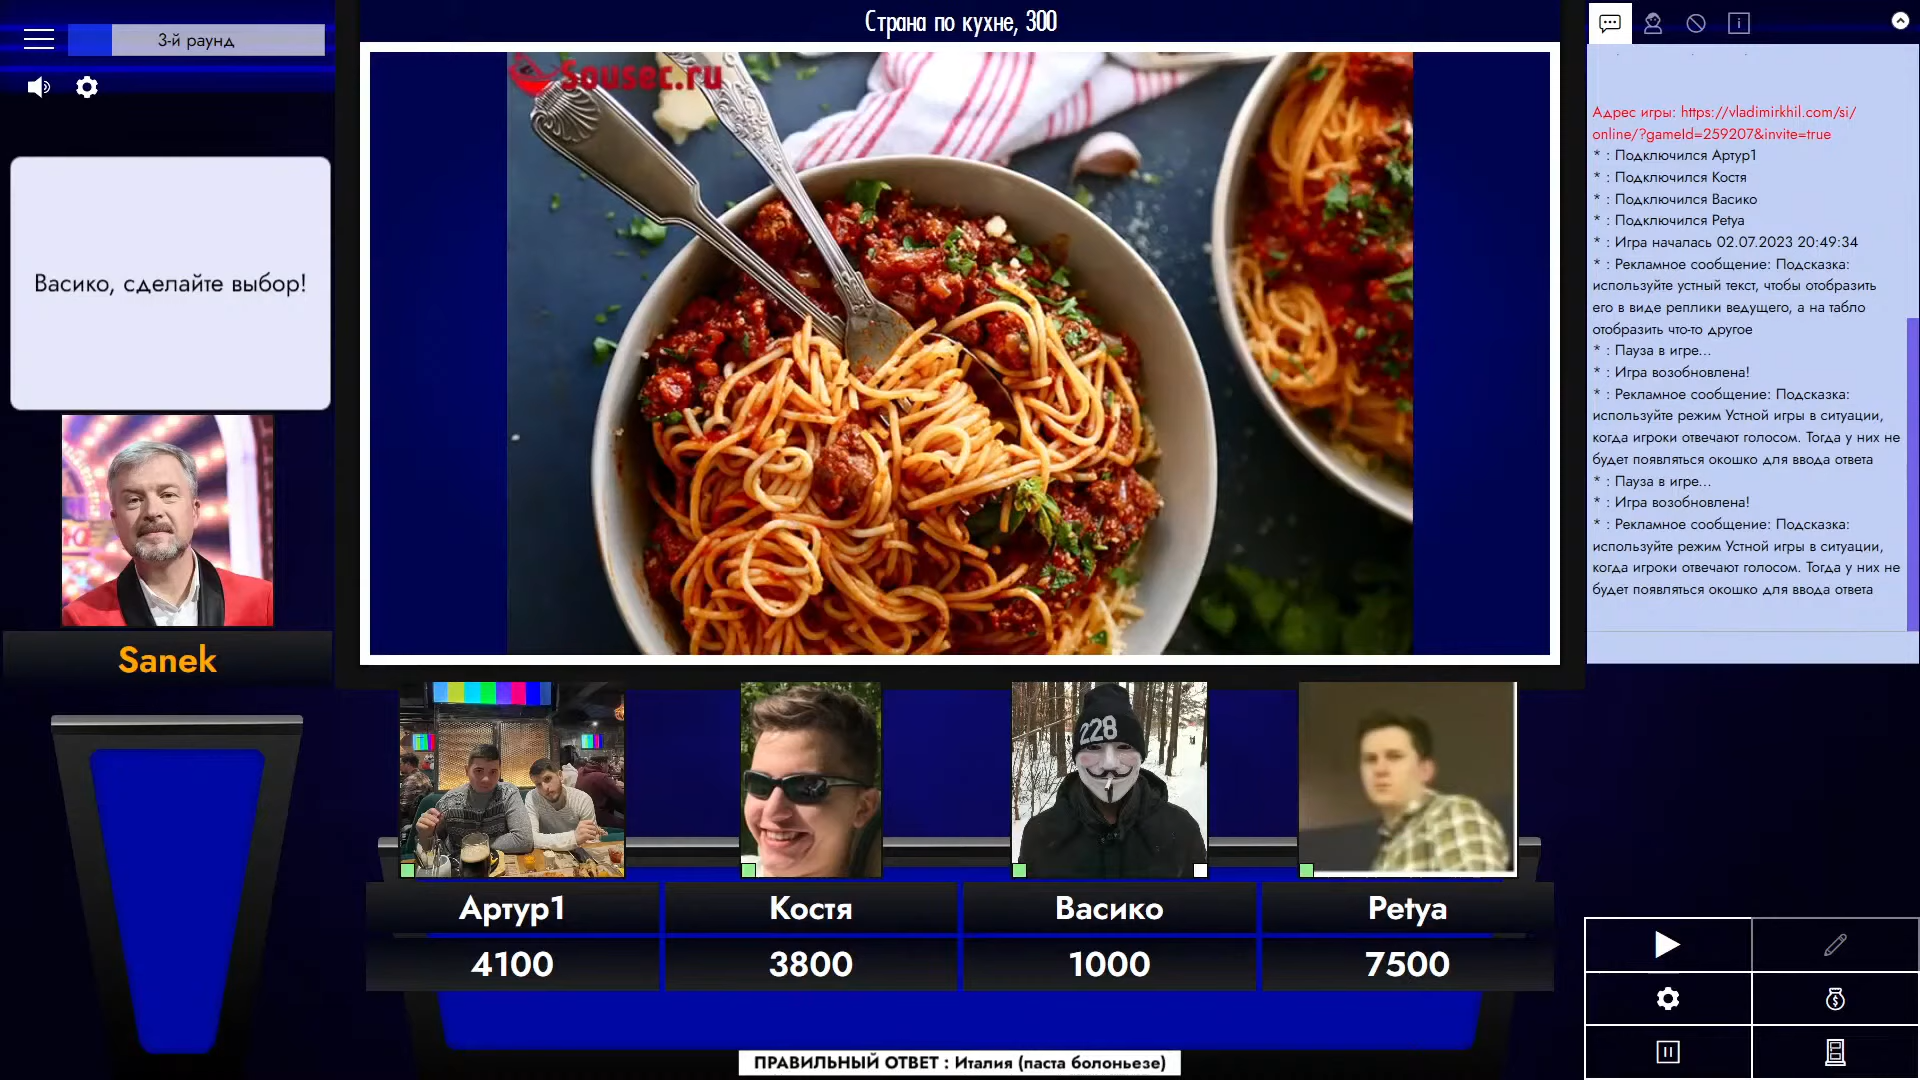 Страна по кухне, 300
3-й раунд
Васико, сделайте выбор!
Sanek
Sousec.ru
228
Артур1
Костя
Васико
Petya
4100
3800
1000
7500
ПРАВИЛЬНЫЙ ОТВЕТ : Италия (паста болоньезе)
Адрес игры: https://vladimirkhil.com/si/
online/?gameId=259207&invite=true
* : Подключился Артур1
* : Подключился Костя
* : Подключился Васико
* : Подключился Petya
* : Игра началась 02.07.2023 20:49:34
* : Рекламное сообщение: Подсказка:
используйте устный текст, чтобы отобразить
его в виде реплики ведущего, а на табло
отобразить что-то другое
* : Пауза в игре...
* : Игра возобновлена!
* : Рекламное сообщение: Подсказка:
используйте режим Устной игры в ситуации,
когда игроки отвечают голосом. Тогда у них не
будет появляться окошко для ввода ответа
* : Пауза в игре...
* : Игра возобновлена!
* : Рекламное сообщение: Подсказка:
используйте режим Устной игры в ситуации,
когда игроки отвечают голосом. Тогда у них не
будет появляться окошко для ввода ответа